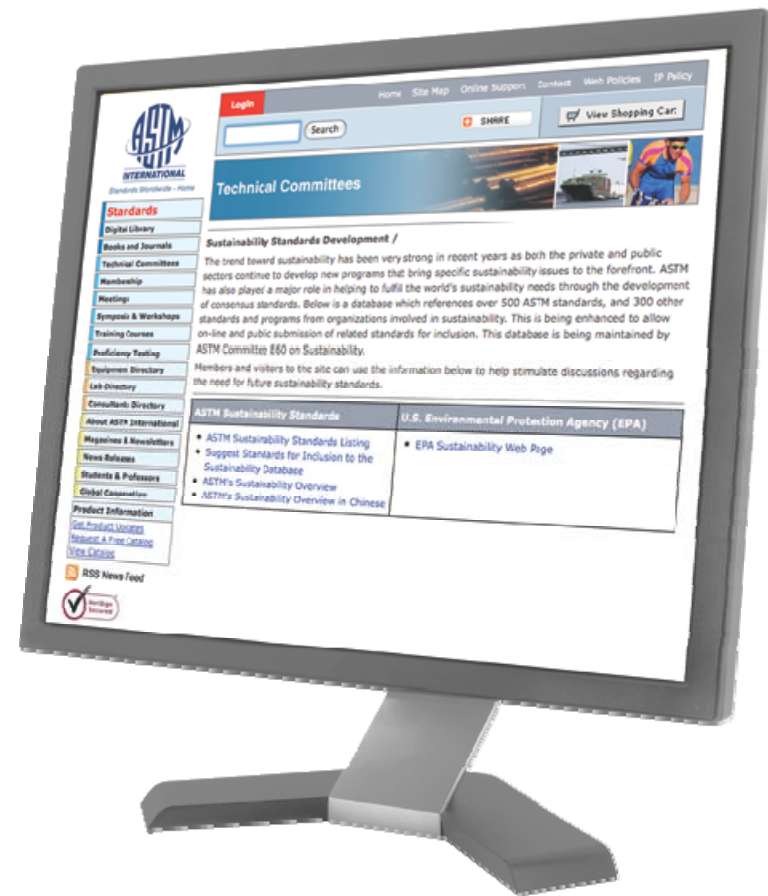 Login
Home Site Map Online Support Contact Web Policies IP Policy
Search
SHARE
View Shopping Cart
ASTM
INTERNATIONAL
Standards Worldwide - Home
Technical Committees
Standards
Digital Library
Books and Journals
Technical Committees
Membership
Meetings
Symposia & Workshops
Training Courses
Proficiency Testing
Equipment Directory
Lab Directory
Consultants Directory
About ASTM International
Magazines & Newsletters
News Releases
Students & Professors
Global Cooperation
Product Information
Get Product Updates
Request A Free Catalog
View Catalog
RSS News Feed
VeriSign
Secured
Sustainability Standards Development /
The trend toward sustainability has been very strong in recent years as both the private and public
sectors continue to develop new programs that bring specific sustainability issues to the forefront. ASTM
has also played a major role in helping to fulfil the world's sustainability needs through the development
of consensus standards. Below is a database which references over 500 ASTM standards, and 300 other
standards and programs from organizations involved in sustainability. This is being enhanced to allow
on-line and public submission of related standards for inclusion. This database is being maintained by
ASTM Committee E60 on Sustainability.
Members and visitors to the site can use the information below to help stimulate discussions regarding
the need for future sustainability standards.
ASTM Sustainability Standards
• ASTM Sustainability Standards Listing
• Suggest Standards for Inclusion to the
Sustainability Database
• ASTM's Sustainability Overview
• ASTM's Sustainability Overview in Chinese
U.S. Environmental Protection Agency (EPA)
• EPA Sustainability Web Page